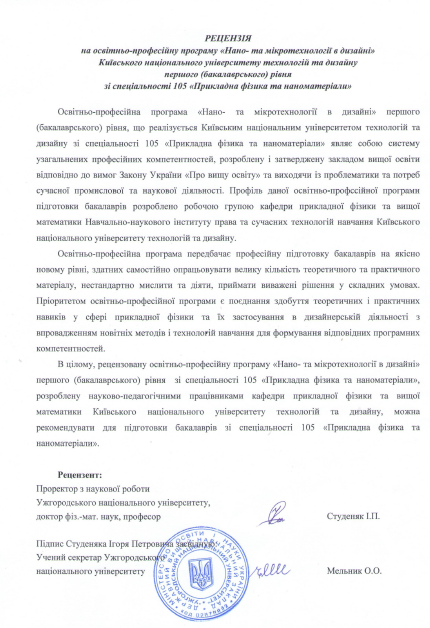 РЕЦЕНЗІЯ
на освітньо-професійну програму «Нано- та мікротехнології в дизайні»
Київського національного університету технологій та дизайну
першого (бакалаврського) рівня
зі спеціальності 105 «Прикладна фізика та наноматеріали»
Освітньо-професійна програма «Нано- та мікротехнології в дизайні» першого
(бакалаврського) рівня, що реалізується Київським національним університетом технологій та
дизайну зі спеціальності 105 «Прикладна фізика та наноматеріали» являє собою систему
узагальнених професійних компетентностей, розроблену і затверджену закладом вищої освіти
відповідно до вимог Закону України «Про вищу освіту» та виходячи із проблематики та потреб
сучасної промислової та наукової діяльності. Профіль даної освітньо-професійної програми
підготовки бакалаврів розроблено робочою групою кафедри прикладної фізики та вищої
математики Навчально-наукового інституту права та сучасних технологій навчання Київського
національного університету технологій та дизайну.
Освітньо-професійна програма передбачає професійну підготовку бакалаврів на якісно
новому рівні, здатних самостійно опрацьовувати велику кількість теоретичного та практичного
матеріалу, нестандартно мислити та діяти, приймати виважені рішення у складних умовах.
Пріоритетом освітньо-професійної програми є поєднання здобуття теоретичних і практичних
навиків у сфері прикладної фізики та їх застосування в дизайнерській діяльності з
впровадженням новітніх методів і технологій навчання для формування відповідних програмних
компетентностей.
В цілому, рецензовану освітньо-професійну програму «Нано- та мікротехнології в дизайні»
першого (бакалаврського) рівня зі спеціальності 105 «Прикладна фізика та наноматеріали»,
розроблену науково-педагогічними працівниками кафедри прикладної фізики та вищої
математики Київського національного університету технологій та дизайну, можна
рекомендувати для підготовки бакалаврів зі спеціальності 105 «Прикладна фізика та
наноматеріали».
Рецензент:
Проректор з наукової роботи
Ужгородського національного університету,
доктор фіз.-мат. наук, професор Студеняк І.П.
Підпис Студеняка Ігоря Петровича засвідчую:
Учений секретар Ужгородського
національного університету Мельник О.О.